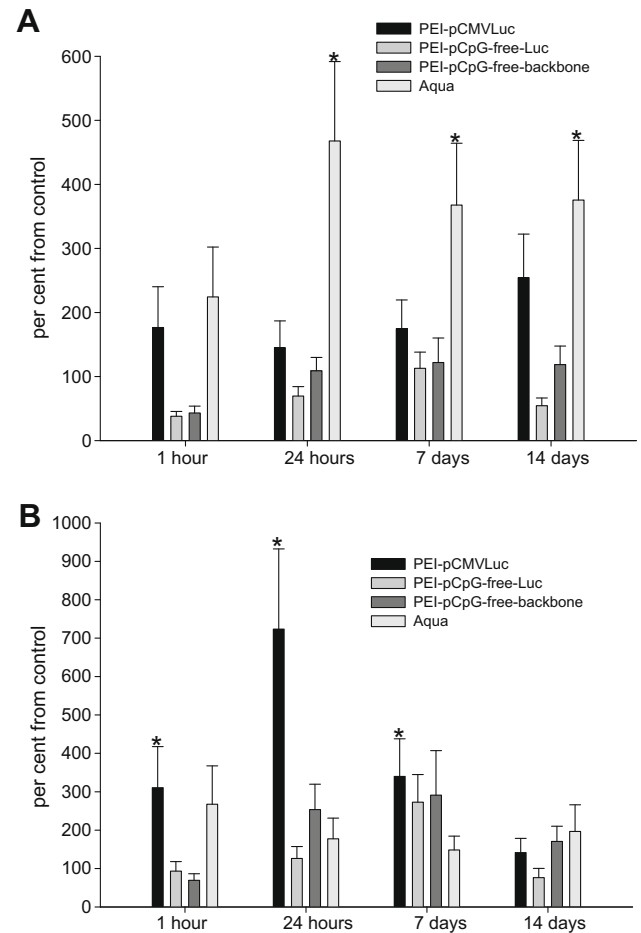 A
PEI-pCMVLuc
PEI-pCpG-free-Luc
PEI-pCpG-free-backbone
Aqua
per cent from control
600
500
400
300
200
100
0
*
*
*
1 hour
24 hours
7 days
14 days
B
PEI-pCMVLuc
PEI-pCpG-free-Luc
PEI-pCpG-free-backbone
Aqua
per cent from control
1000
900
800
700
600
500
400
300
200
100
0
*
*
*
1 hour
24 hours
7 days
14 days